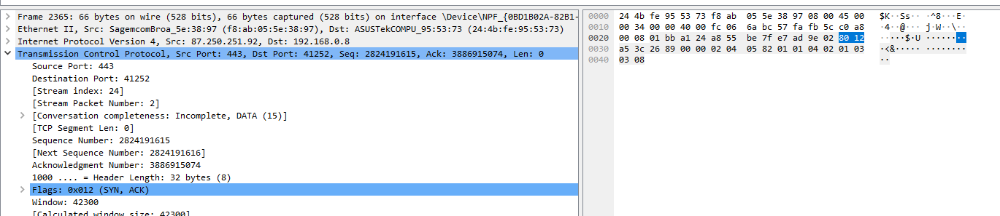 Frame 2365: 66 bytes on wire (528 bits), 66 bytes captured (528 bits) on interface \Device\NPF_{0BD1B02A-82B1-
Ethernet II, Src: SagemcomBroa_5e:38:97 (f8:ab:05:5e:38:97), Dst: ASUSTekCOMPU_95:53:73 (24:4b:fe:95:53:73)
Internet Protocol Version 4, Src: 87.250.251.92, Dst: 192.168.0.8
Transmission Control Protocol, Src Port: 443, Dst Port: 41252, Seq: 2824191615, Ack: 3886915074, Len: 0
Source Port: 443
Destination Port: 41252
[Stream index: 24]
[Stream Packet Number: 2]
[Conversation completeness: Incomplete, DATA (15)]
[TCP Segment Len: 0]
Sequence Number: 2824191615
[Next Sequence Number: 2824191616]
Acknowledgment Number: 3886915074
1000 .... = Header Length: 32 bytes (8)
Flags: 0x012 (SYN, ACK)
Window: 42300
[Calculated window size: 42300]
0000 24 4b fe 95 53 73 f8 ab 05 5e 38 97 08 00 45 00 $K··Ss·· ·^8···E·
0010 00 34 00 00 40 00 fc 06 6a bc 57 fa fb 5c c0 a8 ·4··@··· j·W··\··
0020 00 08 01 bb a1 24 a8 55 be 7f e7 ad 9e 02 80 12 ·····$·U ········
0030 a5 3c 26 89 00 00 02 04 05 82 01 01 04 02 01 03 ·<&····· ········
0040 03 08 ··